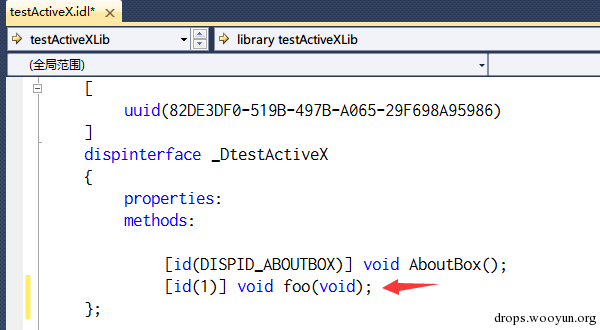 testActiveX.idl*
testActiveXLib
library testActiveXLib
(全局范围)
[
uuid(82DE3DF0-519B-497B-A065-29F698A95986)
]
dispinterface _DtestActiveX
{
properties:
methods:
[id(DISPID_ABOUTBOX)] void AboutBox();
[id(1)] void foo(void);
};
drops.wooyun.org